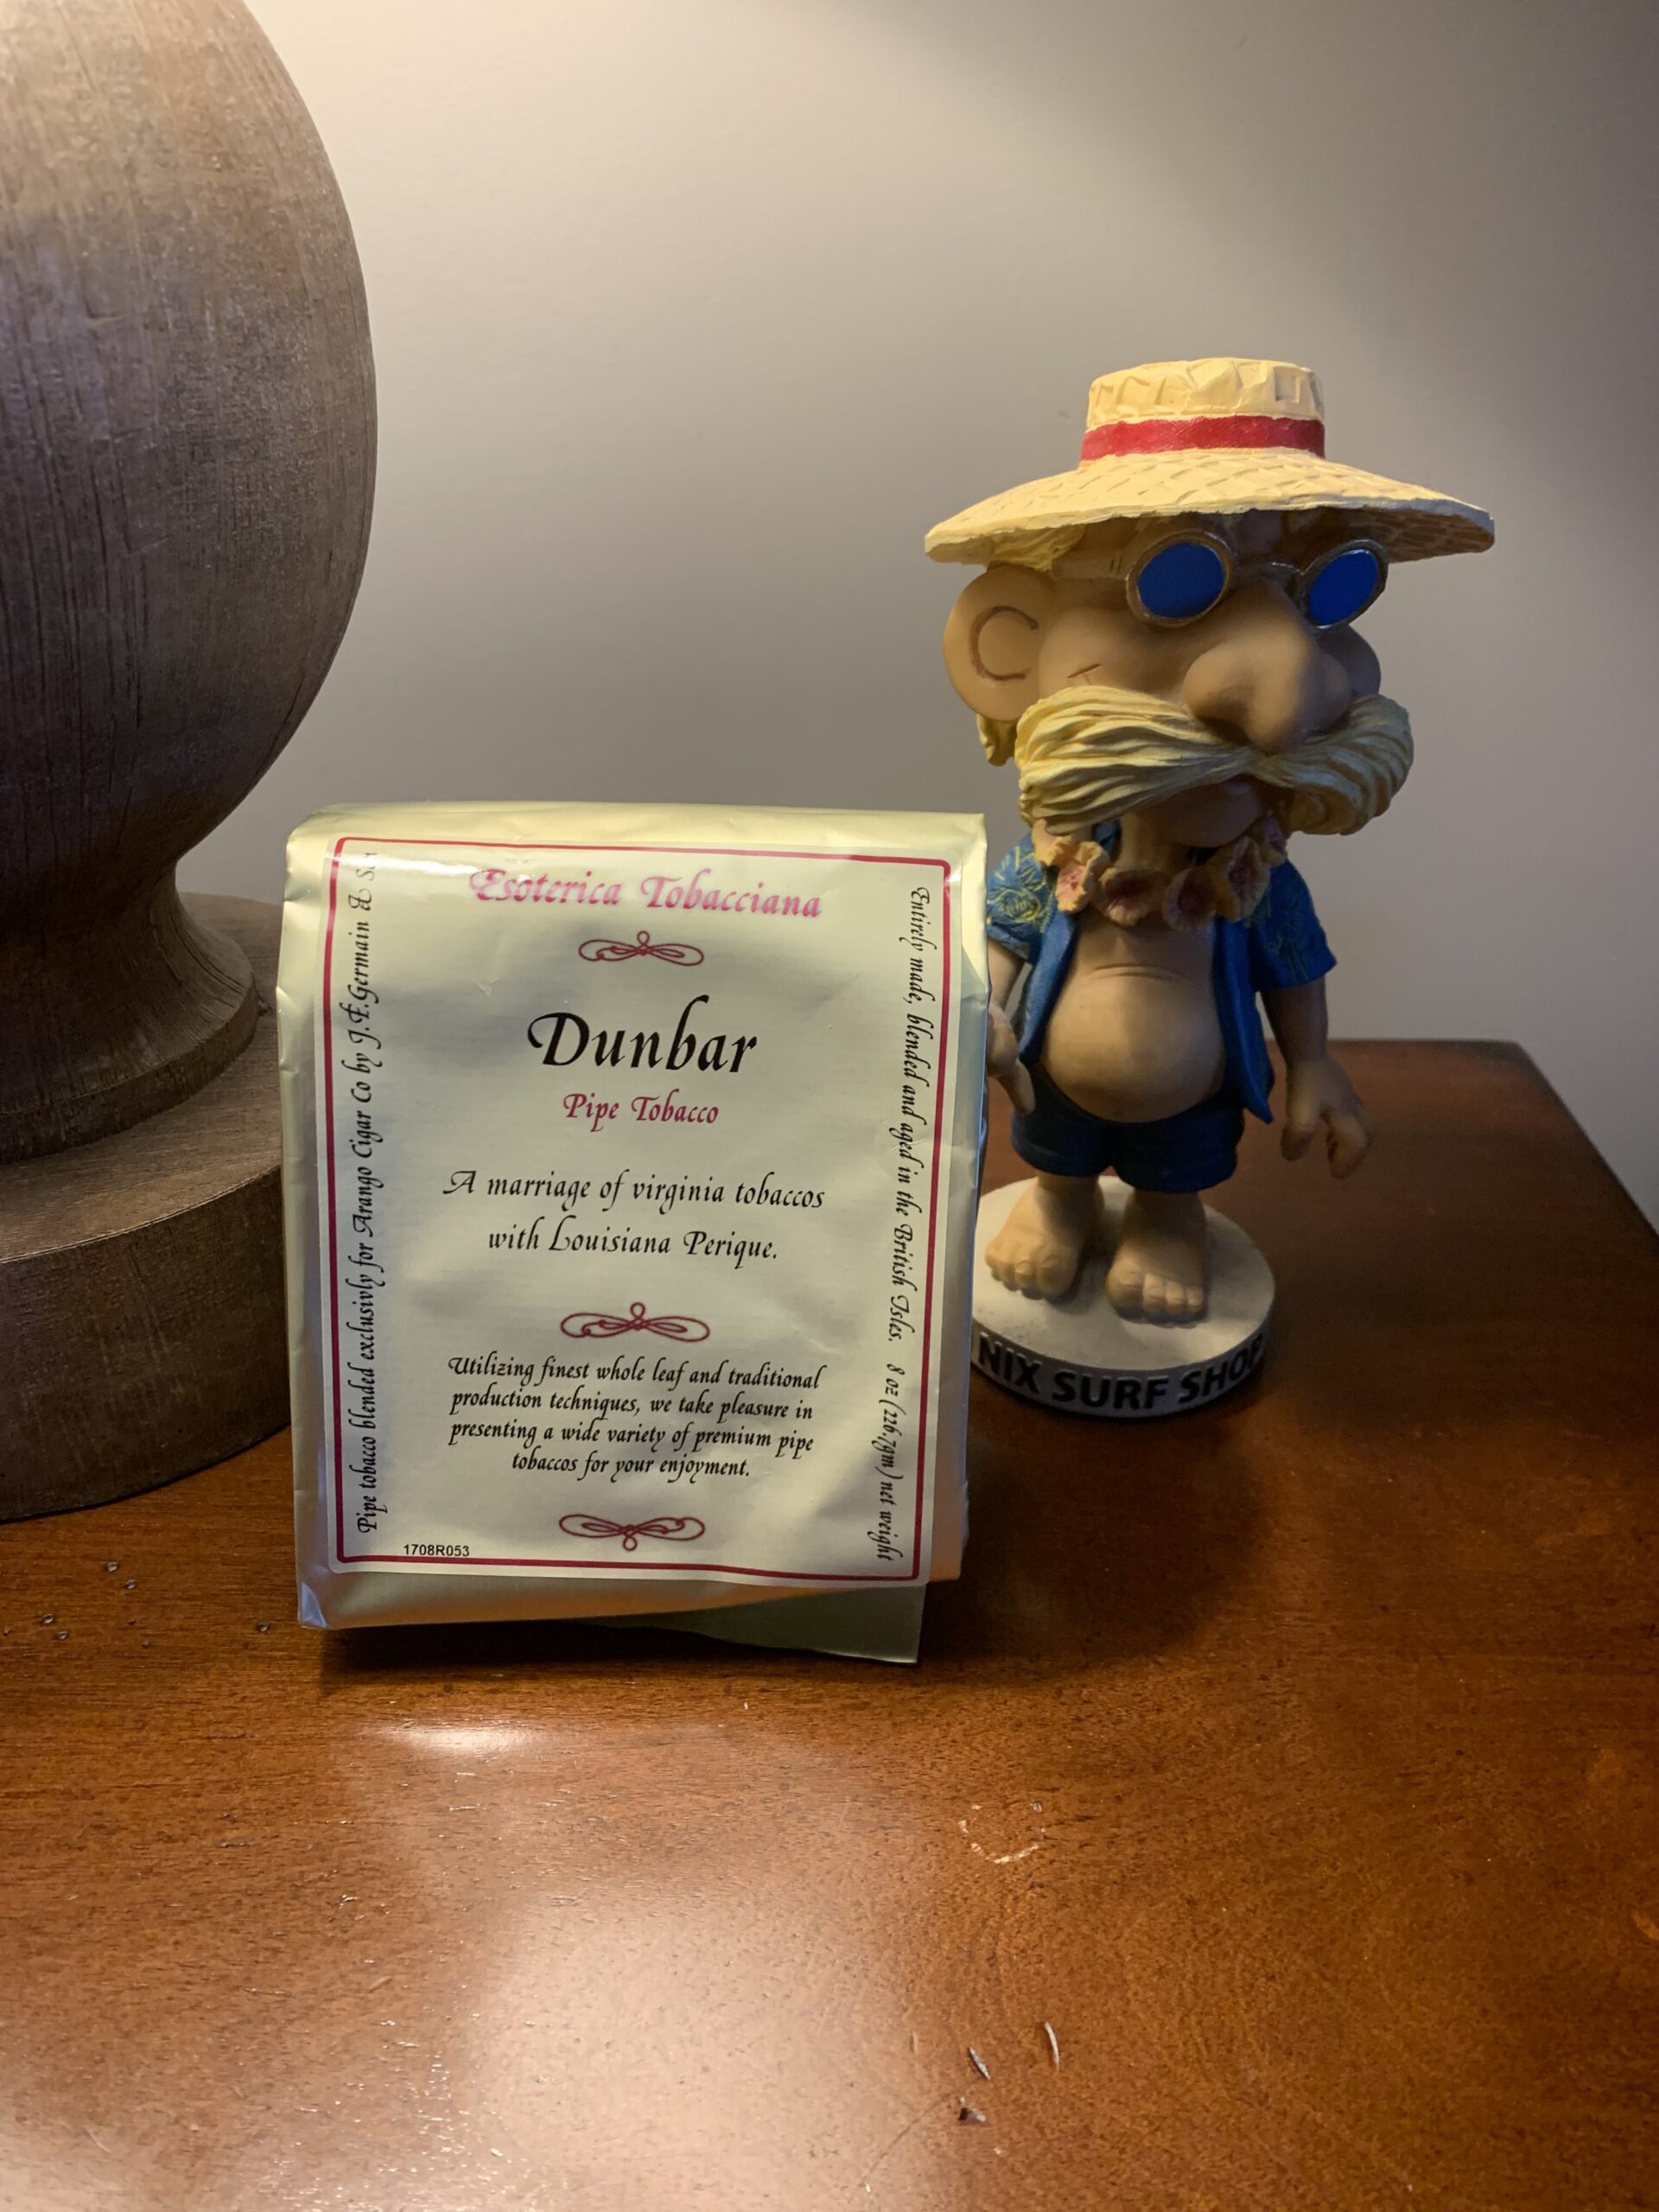 Esoterica Tobacciana
Dunbar
Pipe Tobacco
A marriage of virginia tobaccos
with Louisiana Perique.
Utilizing finest whole leaf and traditional
production techniques, we take pleasure in
presenting a wide variety of premium pipe
tobaccos for your enjoyment.
1708R053
Pipe tobacco blended exclusivly for Arango Cigar Co by J.F.Germain &
Entirely made, blended and aged in the British Isles. 8 oz (226,7gm) net weight
NIX SURF SHOP